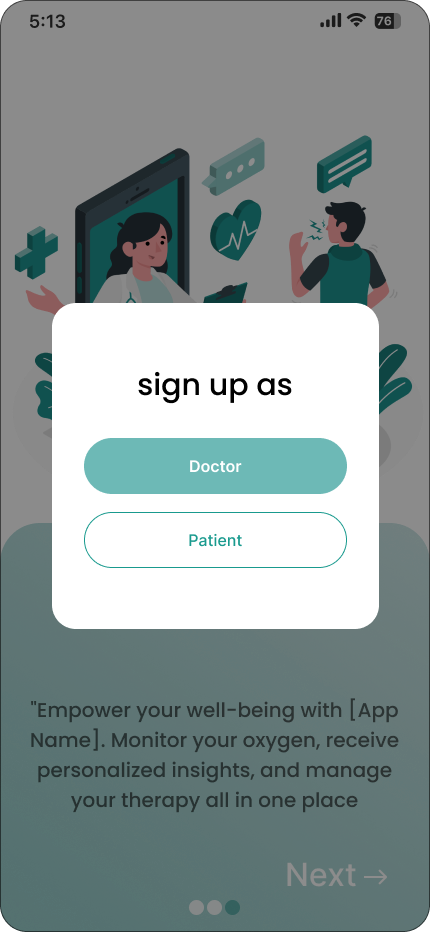 5:13
76
sign up as
Doctor
Patient
"Empower your well-being with [App
Name]. Monitor your oxygen, receive
personalized insights, and manage
your therapy all in one place
Next →